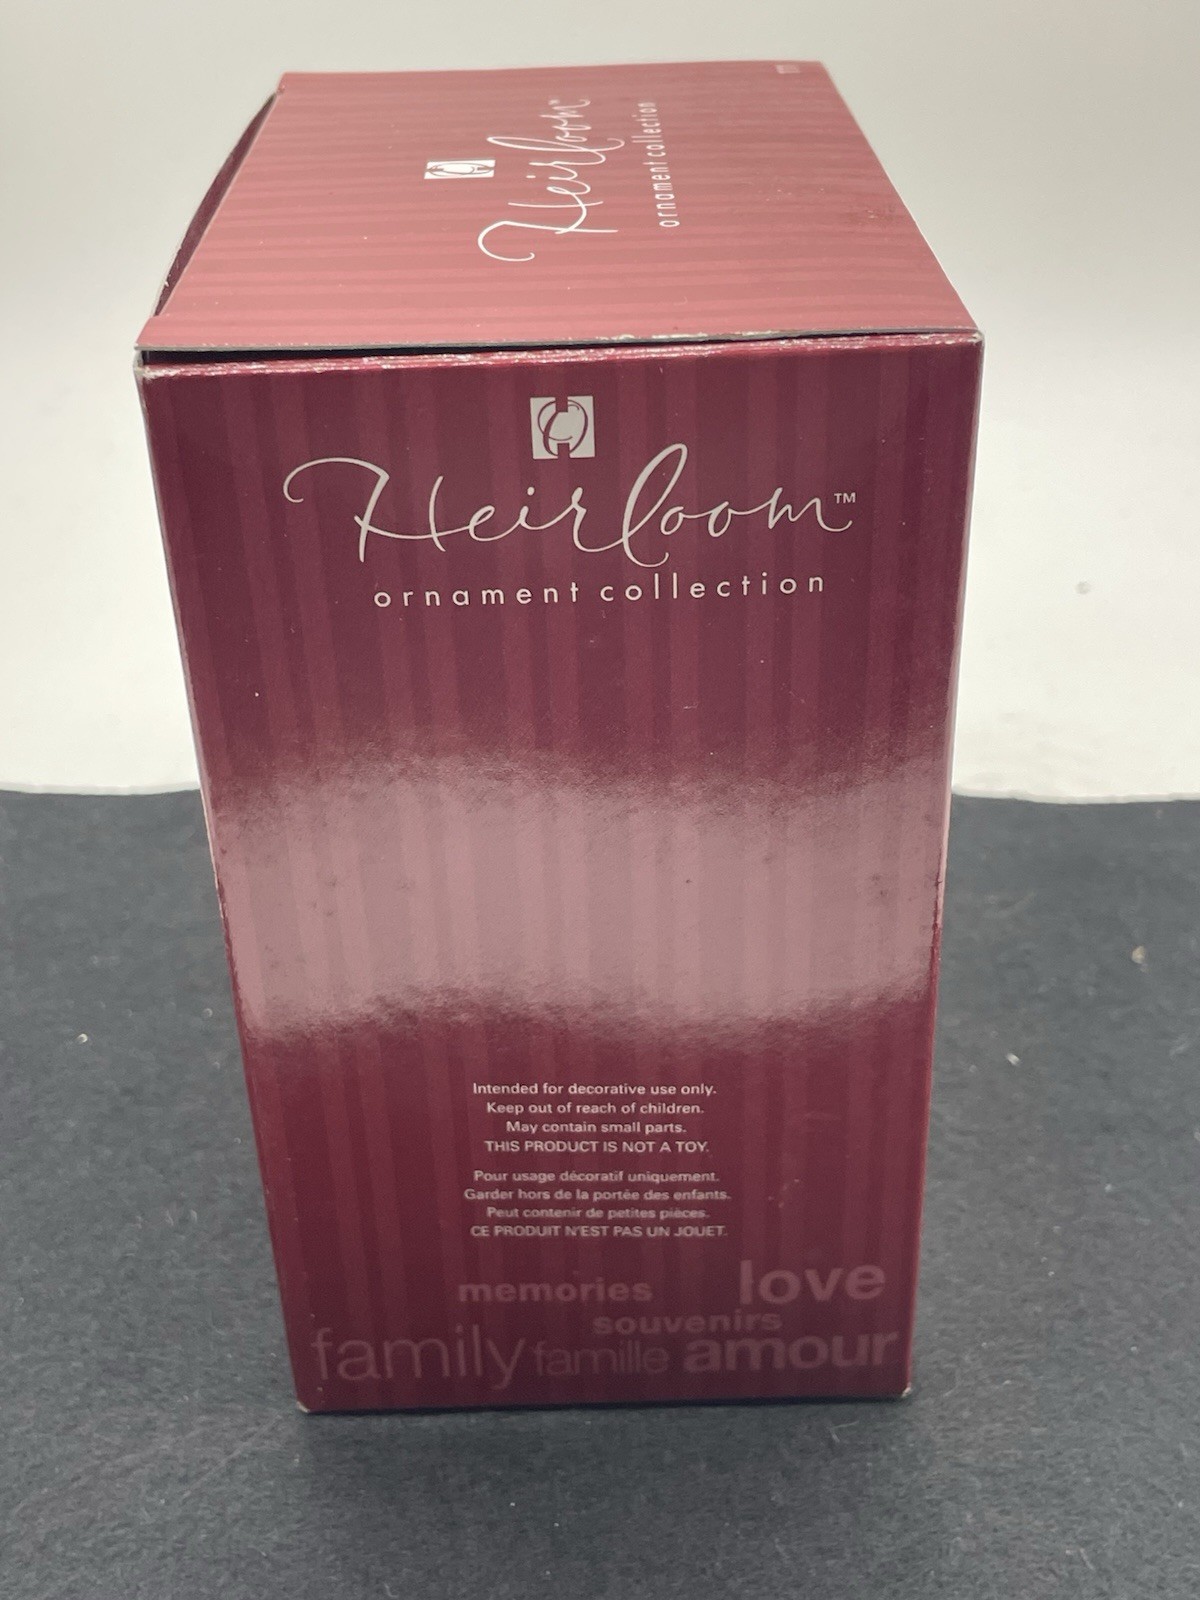 Heirloom™
ornament collection
Heirloom™
ornament collection
Intended for decorative use only.
Keep out of reach of children.
May contain small parts.
THIS PRODUCT IS NOT A TOY.
Pour usage décoratif uniquement.
Garder hors de la portée des enfants.
Peut contenir de petites pièces.
CE PRODUIT N'EST PAS UN JOUET.
memories love
souvenirs
family famille amour